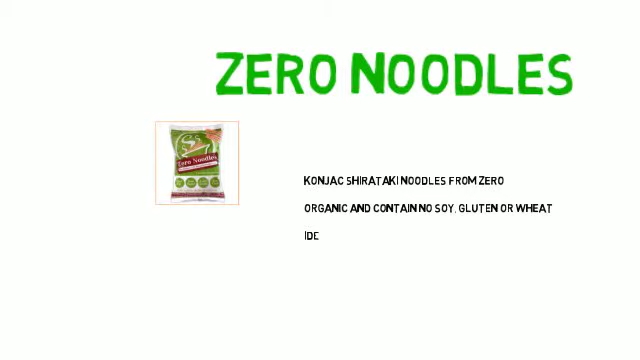 ZERO NOODLES
Zero Noodles
KONJAC SHIRATAKI NOODLES FROM ZERO
ORGANIC AND CONTAIN NO SOY, GLUTEN OR WHEAT
IDE